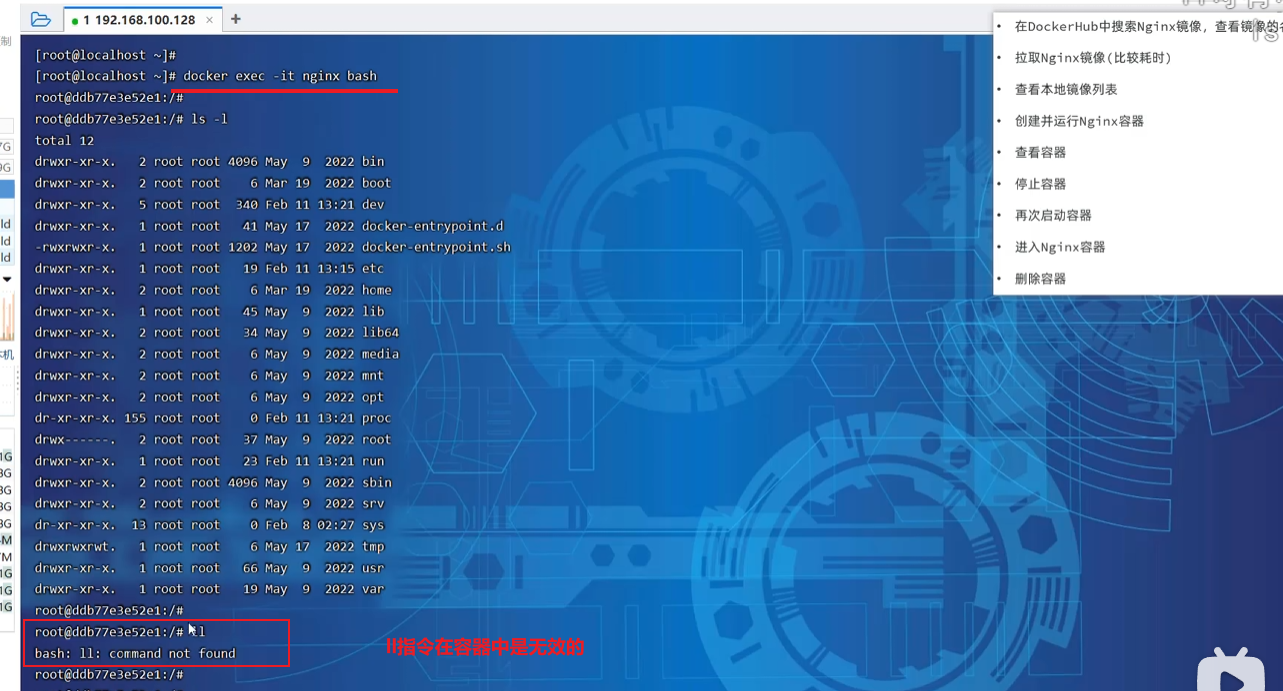 1 192.168.100.128 × +
[root@localhost ~]#
[root@localhost ~]# docker exec -it nginx bash
root@ddb77e3e52e1:/#
root@ddb77e3e52e1:/# ls -l
total 12
drwxr-xr-x.   2 root root 4096 May  9  2022 bin
drwxr-xr-x.   2 root root    6 Mar 19  2022 boot
drwxr-xr-x.   5 root root  340 Feb 11 13:21 dev
drwxr-xr-x.   1 root root   41 May 17  2022 docker-entrypoint.d
-rwxrwxr-x.   1 root root 1202 May 17  2022 docker-entrypoint.sh
drwxr-xr-x.   1 root root   19 Feb 11 13:15 etc
drwxr-xr-x.   2 root root    6 Mar 19  2022 home
drwxr-xr-x.   1 root root   45 May  9  2022 lib
drwxr-xr-x.   2 root root   34 May  9  2022 lib64
drwxr-xr-x.   2 root root    6 May  9  2022 media
drwxr-xr-x.   2 root root    6 May  9  2022 mnt
drwxr-xr-x.   2 root root    6 May  9  2022 opt
dr-xr-xr-x. 155 root root    0 Feb 11 13:21 proc
drwx------.   2 root root   37 May  9  2022 root
drwxr-xr-x.   1 root root   23 Feb 11 13:21 run
drwxr-xr-x.   2 root root 4096 May  9  2022 sbin
drwxr-xr-x.   2 root root    6 May  9  2022 srv
dr-xr-xr-x.  13 root root    0 Feb  8 02:27 sys
drwxrwxrwt.   1 root root    6 May 17  2022 tmp
drwxr-xr-x.   1 root root   66 May  9  2022 usr
drwxr-xr-x.   1 root root   19 May  9  2022 var
root@ddb77e3e52e1:/#
root@ddb77e3e52e1:/# ll
bash: ll: command not found
root@ddb77e3e52e1:/#
ll指令在容器中是无效的
• 在DockerHub中搜索Nginx镜像，查看镜像的
• 拉取Nginx镜像(比较耗时)
• 查看本地镜像列表
• 创建并运行Nginx容器
• 查看容器
• 停止容器
• 再次启动容器
• 进入Nginx容器
• 删除容器